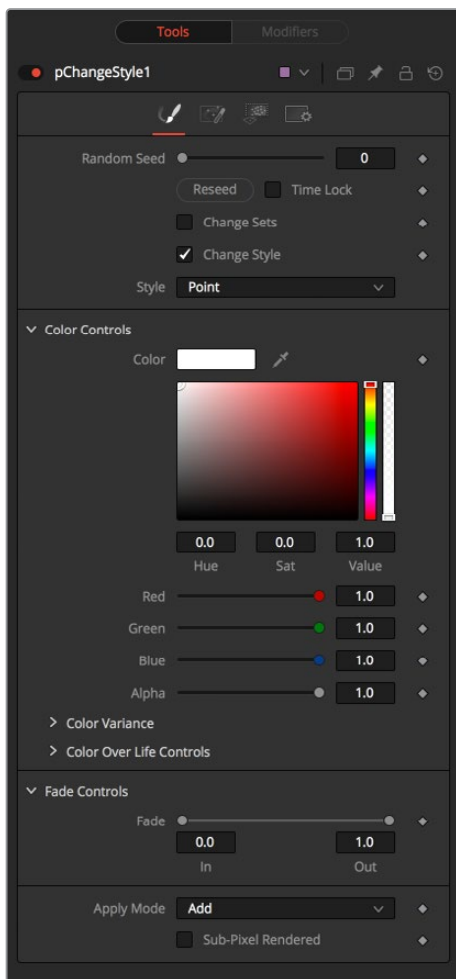 Tools Modifiers
pChangeStyle1
Random Seed 0
Reseed Time Lock
Change Sets
Change Style
Style Point
Color Controls
Color
0.0 0.0 1.0
Hue Sat Value
Red 1.0
Green 1.0
Blue 1.0
Alpha 1.0
Color Variance
Color Over Life Controls
Fade Controls
Fade
0.0 1.0
In Out
Apply Mode Add
Sub-Pixel Rendered